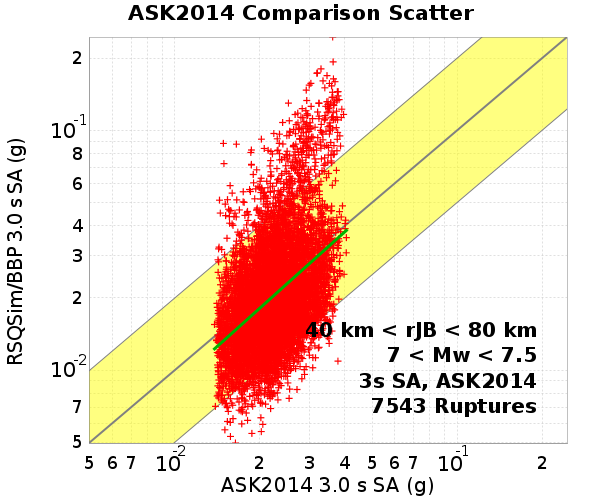 ASK2014 Comparison Scatter
RSQSim/BBP 3.0 s SA (g)
2
10^-1
8
6
4
3
2
10^-2
7
5
40 km < rJB < 80 km
7 < Mw < 7.5
3s SA, ASK2014
7543 Ruptures
5 6 7 10^-2 2 3 4 5 6 7 10^-1 2
ASK2014 3.0 s SA (g)